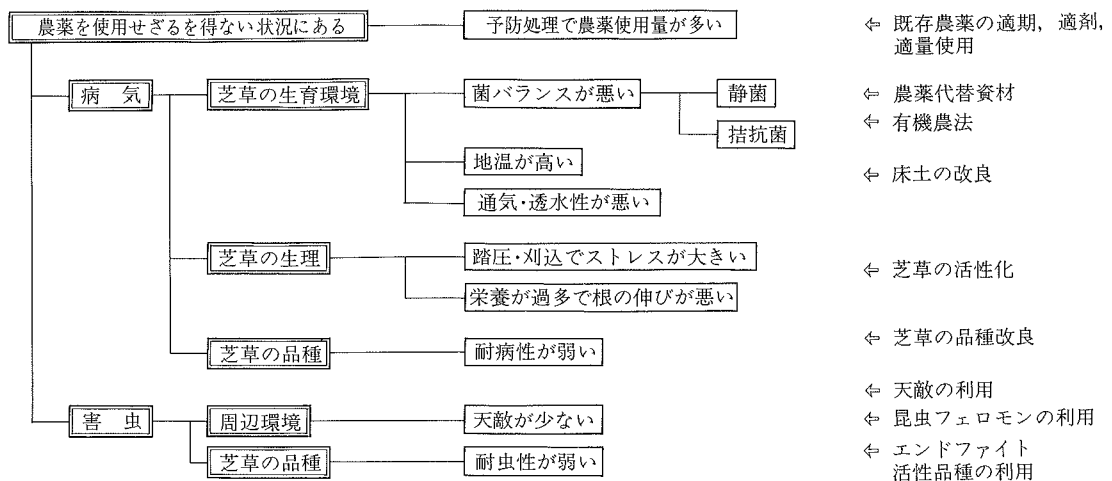 農薬を使用せざるを得ない状況にある
予防処理で農薬使用量が多い
⇦ 既存農薬の適期，適剤，
適量使用
病　気
芝草の生育環境
菌バランスが悪い
静菌
⇦ 農薬代替資材
拮抗菌
⇦ 有機農法
地温が高い
⇦ 床土の改良
通気・透水性が悪い
芝草の生理
踏圧・刈込でストレスが大きい
⇦ 芝草の活性化
栄養が過多で根の伸びが悪い
芝草の品種
耐病性が弱い
⇦ 芝草の品種改良
⇦ 天敵の利用
害　虫
周辺環境
天敵が少ない
⇦ 昆虫フェロモンの利用
芝草の品種
耐虫性が弱い
⇦ エンドファイト
活性品種の利用